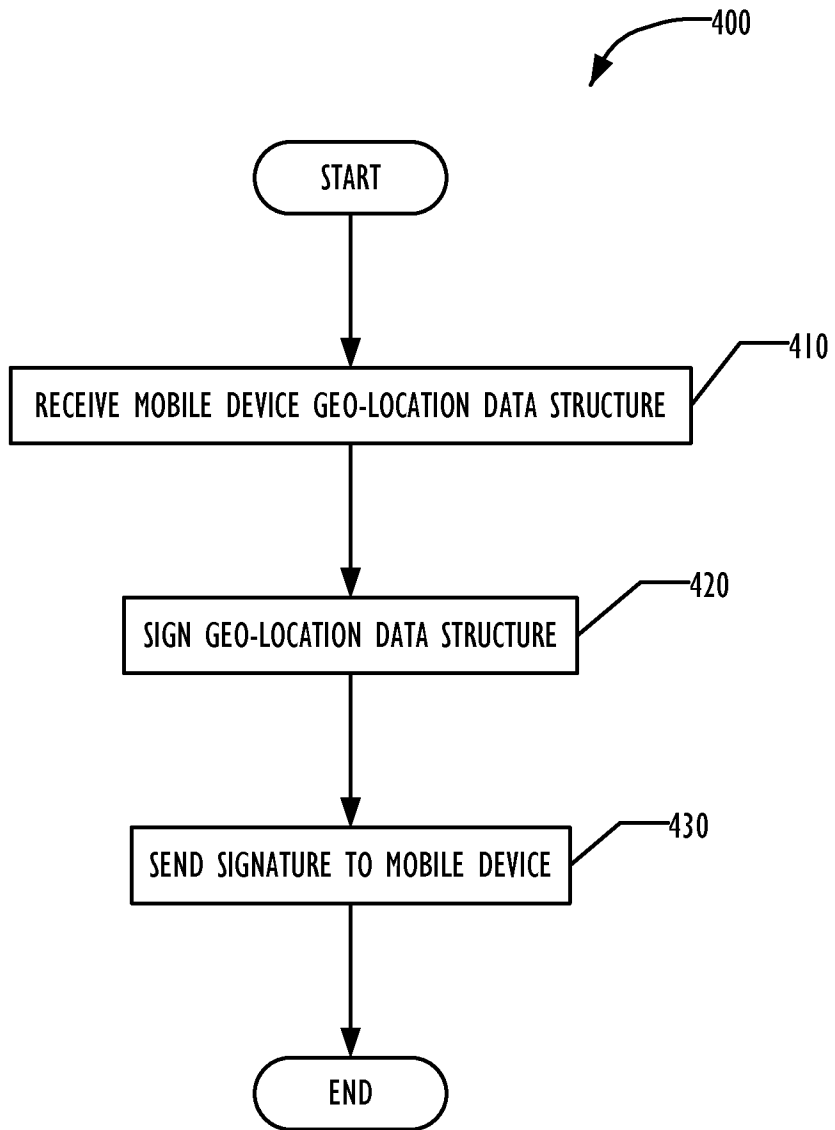 400
START
410
RECEIVE MOBILE DEVICE GEO-LOCATION DATA STRUCTURE
420
SIGN GEO-LOCATION DATA STRUCTURE
430
SEND SIGNATURE TO MOBILE DEVICE
END